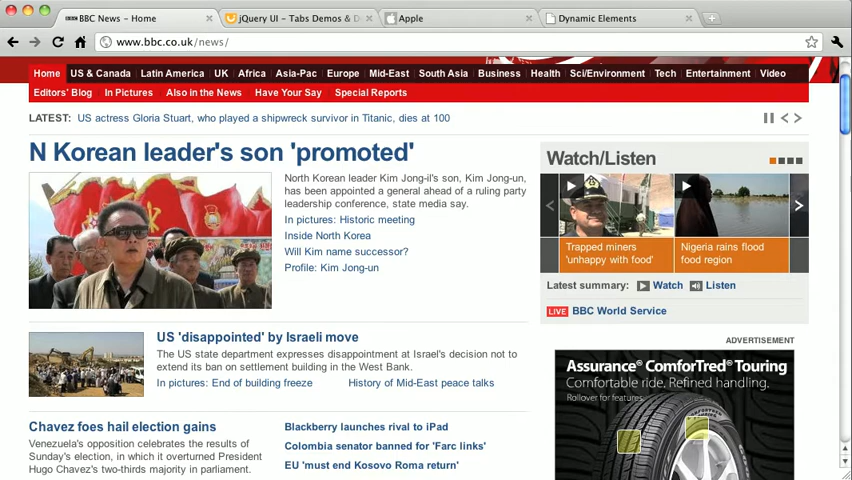 BBC News - Home
jQuery UI - Tabs Demos & D
Apple
Dynamic Elements
www.bbc.co.uk/news/
Home US & Canada Latin America UK Africa Asia-Pac Europe Mid-East South Asia Business Health Sci/Environment Tech Entertainment Video
Editors' Blog In Pictures Also in the News Have Your Say Special Reports
LATEST: US actress Gloria Stuart, who played a shipwreck survivor in Titanic, dies at 100
N Korean leader's son 'promoted'
North Korean leader Kim Jong-il's son, Kim Jong-un,
has been appointed a general ahead of a ruling party
leadership conference, state media say.
In pictures: Historic meeting
Inside North Korea
Will Kim name successor?
Profile: Kim Jong-un
Watch/Listen
Trapped miners
'unhappy with food'
Nigeria rains flood
food region
Latest summary: Watch Listen
LIVE BBC World Service
US 'disappointed' by Israeli move
The US state department expresses disappointment at Israel's decision not to
extend its ban on settlement building in the West Bank.
In pictures: End of building freeze History of Mid-East peace talks
ADVERTISEMENT
Assurance® ComforTred® Touring
Comfortable ride. Refined handling.
Rollover for features.
Chavez foes hail election gains
Venezuela's opposition celebrates the results of
Sunday's election, in which it overturned President
Hugo Chavez's two-thirds majority in parliament.
Blackberry launches rival to iPad
Colombia senator banned for 'Farc links'
EU 'must end Kosovo Roma return'